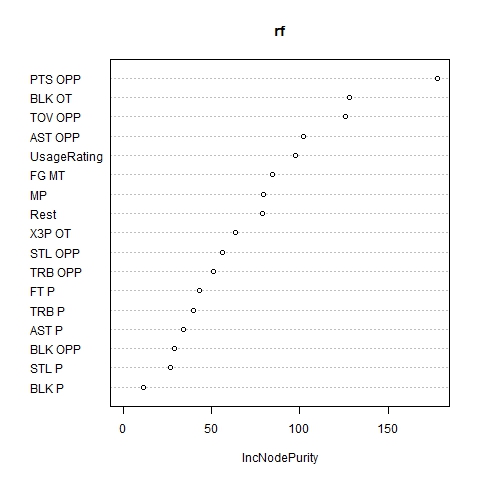 rf
PTS OPP
BLK OT
TOV OPP
AST OPP
UsageRating
FG MT
MP
Rest
X3P OT
STL OPP
TRB OPP
FT P
TRB P
AST P
BLK OPP
STL P
BLK P
0 50 100 150
IncNodePurity